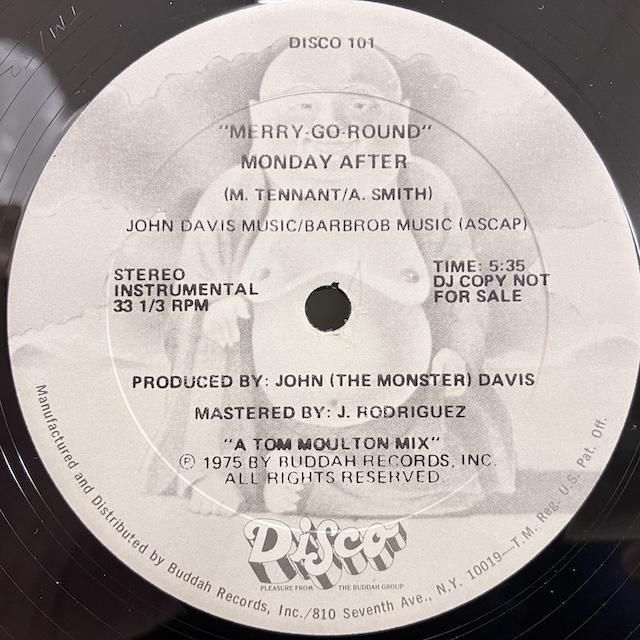 DISCO 101
"MERRY-GO-ROUND"
MONDAY AFTER
(M. TENNANT/A. SMITH)
JOHN DAVIS MUSIC/BARBROB MUSIC (ASCAP)
STEREO
INSTRUMENTAL
33 1/3 RPM
TIME: 5:35
DJ COPY NOT
FOR SALE
PRODUCED BY: JOHN (THE MONSTER) DAVIS
MASTERED BY: J. RODRIGUEZ
"A TOM MOULTON MIX"
℗ 1975 BY BUDDAH RECORDS, INC.
ALL RIGHTS RESERVED
Disco
PLEASURE FROM THE BUDDAH GROUP
Manufactured and Distributed by Buddah Records, Inc./810 Seventh Ave., N.Y. 10019—T.M. Reg. U.S. Pat. Off.